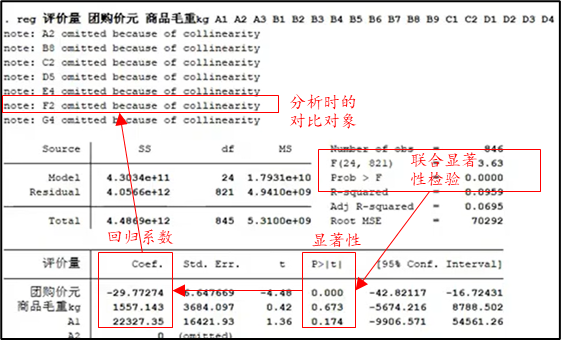 . reg 评价量 团购价元 商品毛重kg A1 A2 A3 B1 B2 B3 B4 B5 B6 B7 B8 B9 C1 C2 D1 D2 D3 D4
note: A2 omitted because of collinearity
note: B8 omitted because of collinearity
note: C2 omitted because of collinearity
note: D5 omitted because of collinearity
note: E4 omitted because of collinearity
note: F2 omitted because of collinearity
note: G4 omitted because of collinearity
分析时的
对比对象
Source SS df MS Number of obs = 846
F(24, 821) = 3.63
Model 4.3034e+11 24 1.7931e+10 Prob > F = 0.0000
Residual 4.0566e+12 821 4.9410e+09 R-squared = 0.0959
Adj R-squared = 0.0695
Total 4.4869e+12 845 5.3100e+09 Root MSE = 70292
联合显著
性检验
回归系数
显著性
评价量 Coef. Std. Err. t P>|t| [95% Conf. Interval]
团购价元 -29.77274 6.647669 -4.48 0.000 -42.82117 -16.72431
商品毛重kg 1557.143 3684.097 0.42 0.673 -5674.216 8788.502
A1 22327.35 16421.93 1.36 0.174 -9906.571 54561.26
A2 0 (omitted)